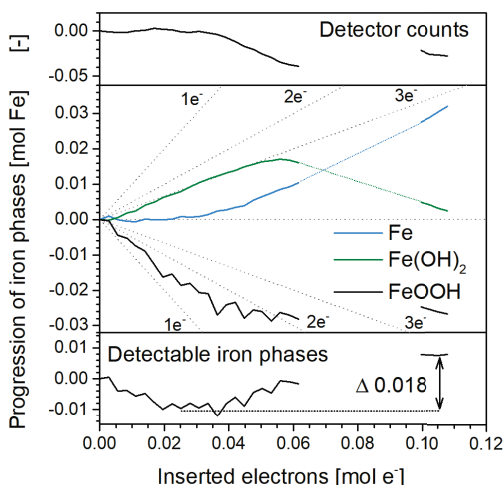 Detector counts
[-]
0.00
-0.05
1e⁻ 2e⁻ 3e⁻
Progression of iron phases [mol Fe]
0.03
0.02
0.01
0.00
-0.01
-0.02
-0.03
Fe
Fe(OH)₂
FeOOH
1e⁻ 2e⁻ 3e⁻
Detectable iron phases
0.01
0.00
-0.01
Δ 0.018
0.00 0.02 0.04 0.06 0.08 0.10 0.12
Inserted electrons [mol e⁻]